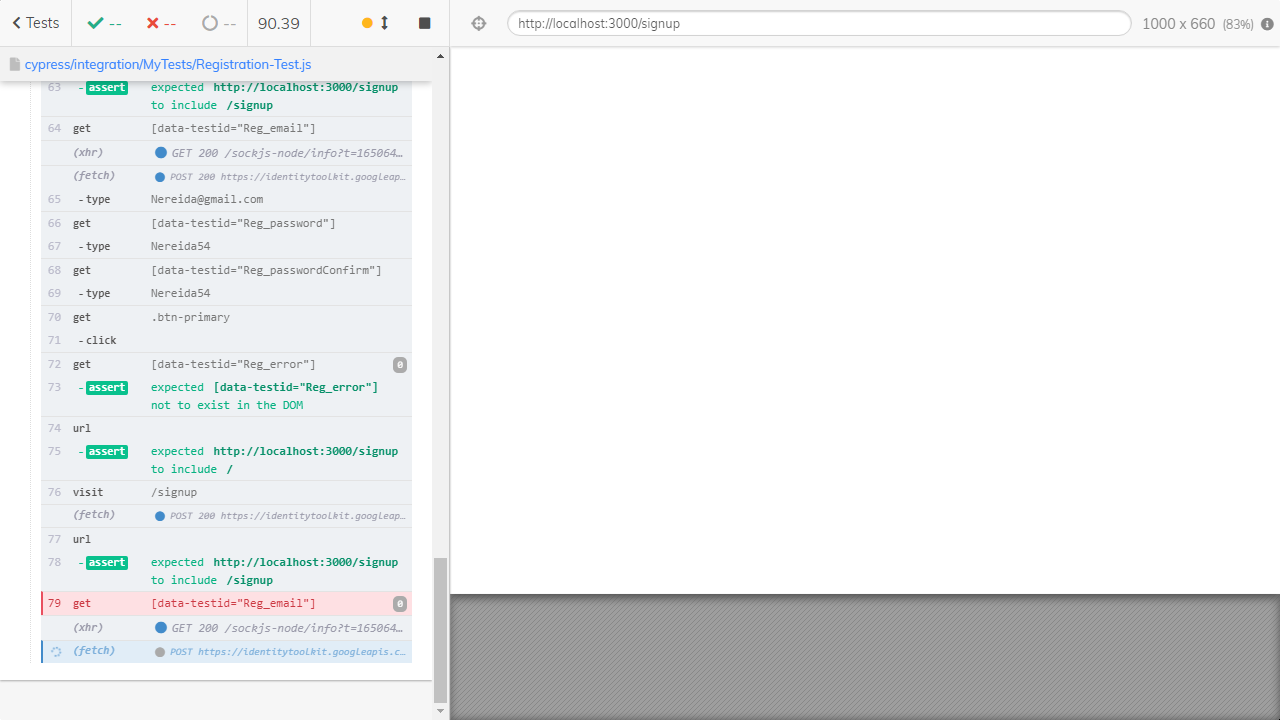 Tests -- -- -- 90.39 http://localhost:3000/signup 1000 x 660 (83%)
cypress/integration/MyTests/Registration-Test.js
63 -assert expected http://localhost:3000/signup
to include /signup
64 get [data-testid="Reg_email"]
(xhr) GET 200 /sockjs-node/info?t=165064…
(fetch) POST 200 https://identitytoolkit.googleap…
65 -type Nereida@gmail.com
66 get [data-testid="Reg_password"]
67 -type Nereida54
68 get [data-testid="Reg_passwordConfirm"]
69 -type Nereida54
70 get .btn-primary
71 -click
72 get [data-testid="Reg_error"] 0
73 -assert expected [data-testid="Reg_error"]
not to exist in the DOM
74 url
75 -assert expected http://localhost:3000/signup
to include /
76 visit /signup
(fetch) POST 200 https://identitytoolkit.googleap…
77 url
78 -assert expected http://localhost:3000/signup
to include /signup
79 get [data-testid="Reg_email"] 0
(xhr) GET 200 /sockjs-node/info?t=165064…
(fetch) POST https://identitytoolkit.googleapis.c…